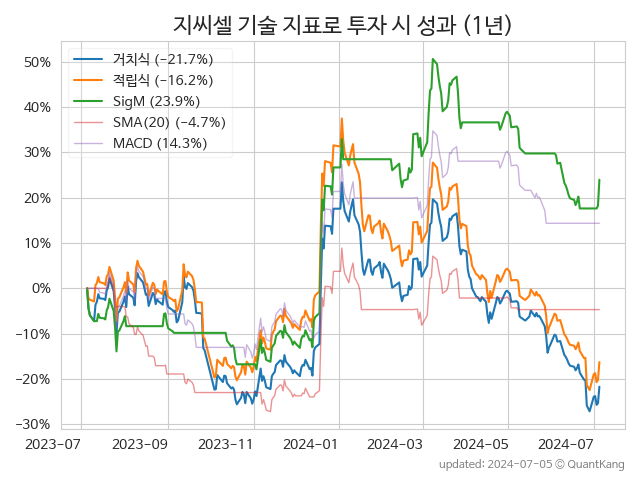 지씨셀 기술 지표로 투자 시 성과 (1년)
거치식 (−21.7%)
적립식 (−16.2%)
SigM (23.9%)
SMA(20) (−4.7%)
MACD (14.3%)
50%
40%
30%
20%
10%
0%
−10%
−20%
−30%
2023-07
2023-09
2023-11
2024-01
2024-03
2024-05
2024-07
updated: 2024-07-05 © QuantKang